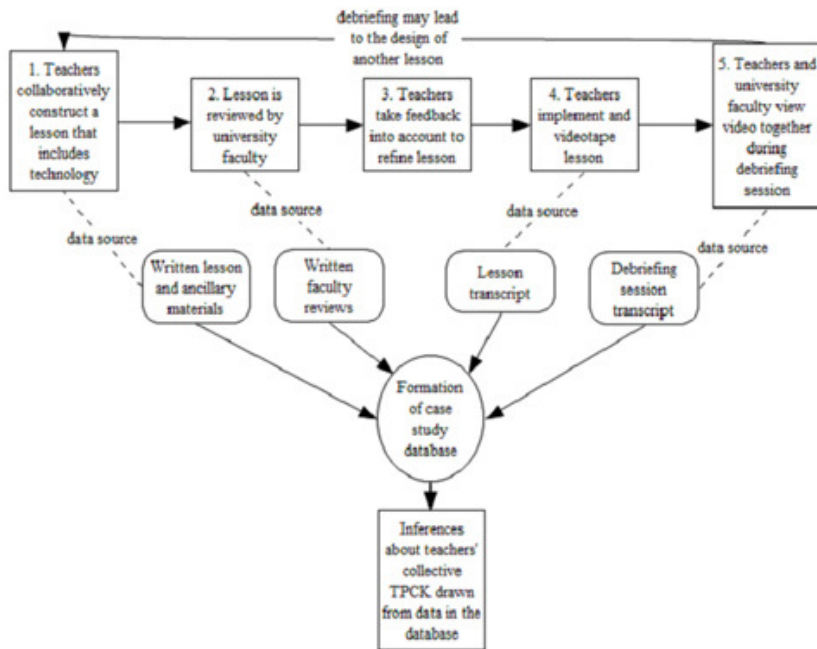 debriefing may lead
to the design of
another lesson
1. Teachers
collaboratively
construct a
lesson that
includes
technology
2. Lesson is
reviewed by
university
faculty
3. Teachers
take feedback
into account to
refine lesson
4. Teachers
implement and
videotape
lesson
5. Teachers and
university
faculty view
video together
during
debriefing
session
data source
data source
data source
data source
Written lesson
and ancillary
materials
Written
faculty
reviews
Lesson
transcript
Debriefing
session
transcript
Formation
of case
study
database
Inferences
about teachers'
collective
TPCK drawn
from data in the
database